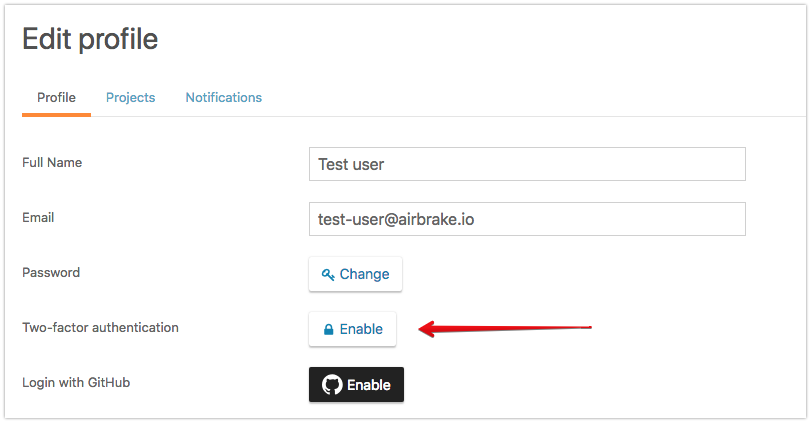 Edit profile
Profile Projects Notifications
Full Name Test user
Email test-user@airbrake.io
Password Change
Two-factor authentication Enable
Login with GitHub Enable